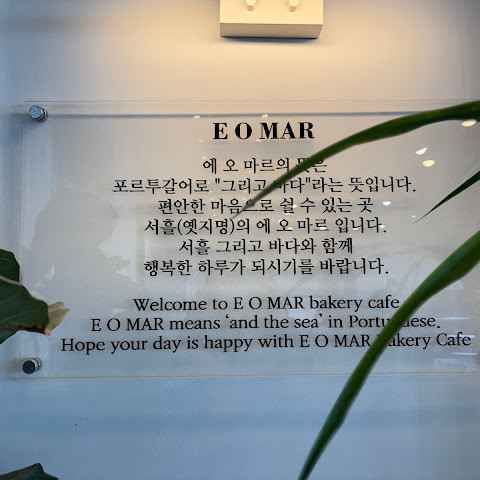 E O MAR
에 오 마르의 뜻은
포르투갈어로 "그리고 바다"라는 뜻입니다.
편안한 마음으로 쉴 수 있는 곳
서흘(옛지명)의 에 오 마르 입니다.
서흘 그리고 바다와 함께
행복한 하루가 되시기를 바랍니다.
Welcome to E O MAR bakery cafe
E O MAR means ‘and the sea’ in Portuguese.
Hope your day is happy with E O MAR Bakery Cafe